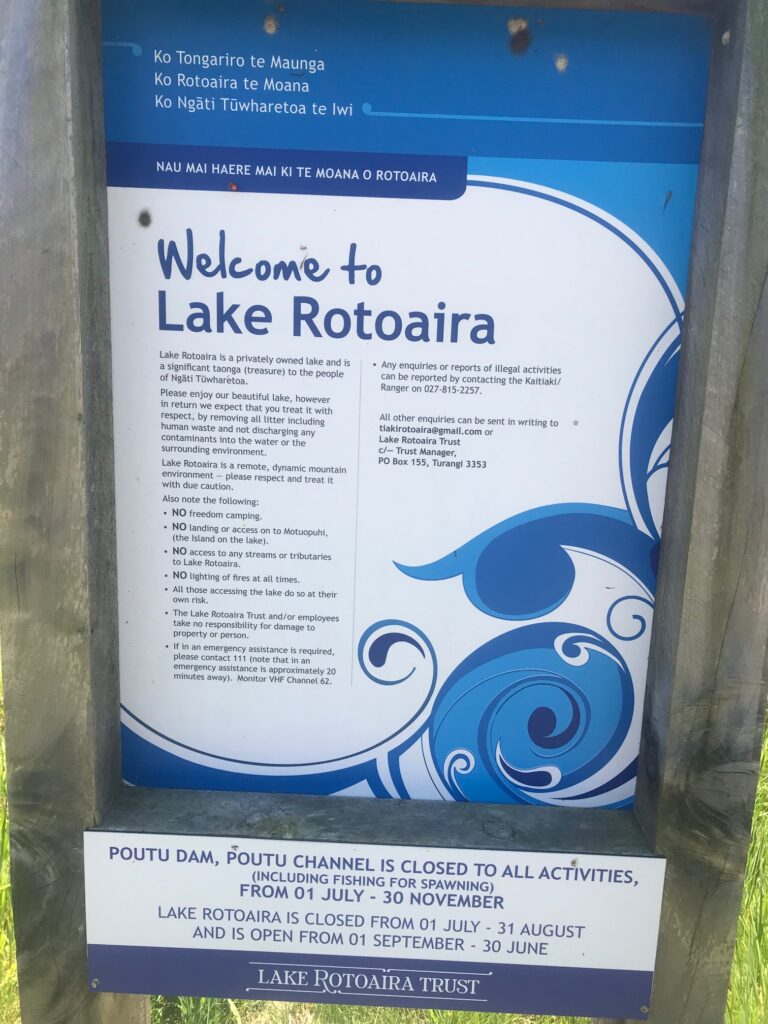 Ko Tongariro te Maunga
Ko Rotoaira te Moana
Ko Ngāti Tūwharetoa te Iwi
NAU MAI HAERE MAI KI TE MOANA O ROTOAIRA
Welcome to
Lake Rotoaira
Lake Rotoaira is a privately owned lake and is
a significant taonga (treasure) to the people
of Ngāti Tūwharetoa.
Please enjoy our beautiful lake, however
in return we expect that you treat it with
respect, by removing all litter including
human waste and not discharging any
contaminants into the water or the
surrounding environment.
Lake Rotoaira is a remote, dynamic mountain
environment — please respect and treat it
with due caution.
Also note the following:
• NO freedom camping.
• NO landing or access on to Motuopuhi,
(the Island on the lake).
• NO access to any streams or tributaries
to Lake Rotoaira.
• NO lighting of fires at all times.
• All those accessing the lake do so at their
own risk.
• The Lake Rotoaira Trust and/or employees
take no responsibility for damage to
property or person.
• If in an emergency assistance is required,
please contact 111 (note that in an
emergency assistance is approximately 20
minutes away). Monitor VHF Channel 62.
• Any enquiries or reports of illegal activities
can be reported by contacting the Kaitiaki/
Ranger on 027-815-2257.
All other enquiries can be sent in writing to
tiakirotoaira@gmail.com or
Lake Rotoaira Trust
c/— Trust Manager,
PO Box 155, Turangi 3353
POUTU DAM, POUTU CHANNEL IS CLOSED TO ALL ACTIVITIES,
(INCLUDING FISHING FOR SPAWNING)
FROM 01 JULY - 30 NOVEMBER
LAKE ROTOAIRA IS CLOSED FROM 01 JULY - 31 AUGUST
AND IS OPEN FROM 01 SEPTEMBER - 30 JUNE
LAKE ROTOAIRA TRUST